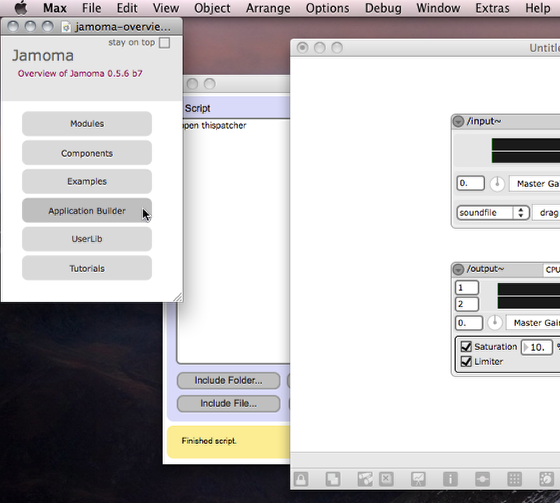 Max File Edit View Object Arrange Options Debug Window Extras Help
jamoma-overvie...
stay on top
Jamoma
Overview of Jamoma 0.5.6 b7
Modules
Components
Examples
Application Builder
UserLib
Tutorials
Script
open thispatcher
Include Folder...
Include File...
Finished script.
Untitle
/input~
0. Master Ga
soundfile drag
/output~ CPU
1
2
0. Master Gain
Saturation 10. %
Limiter